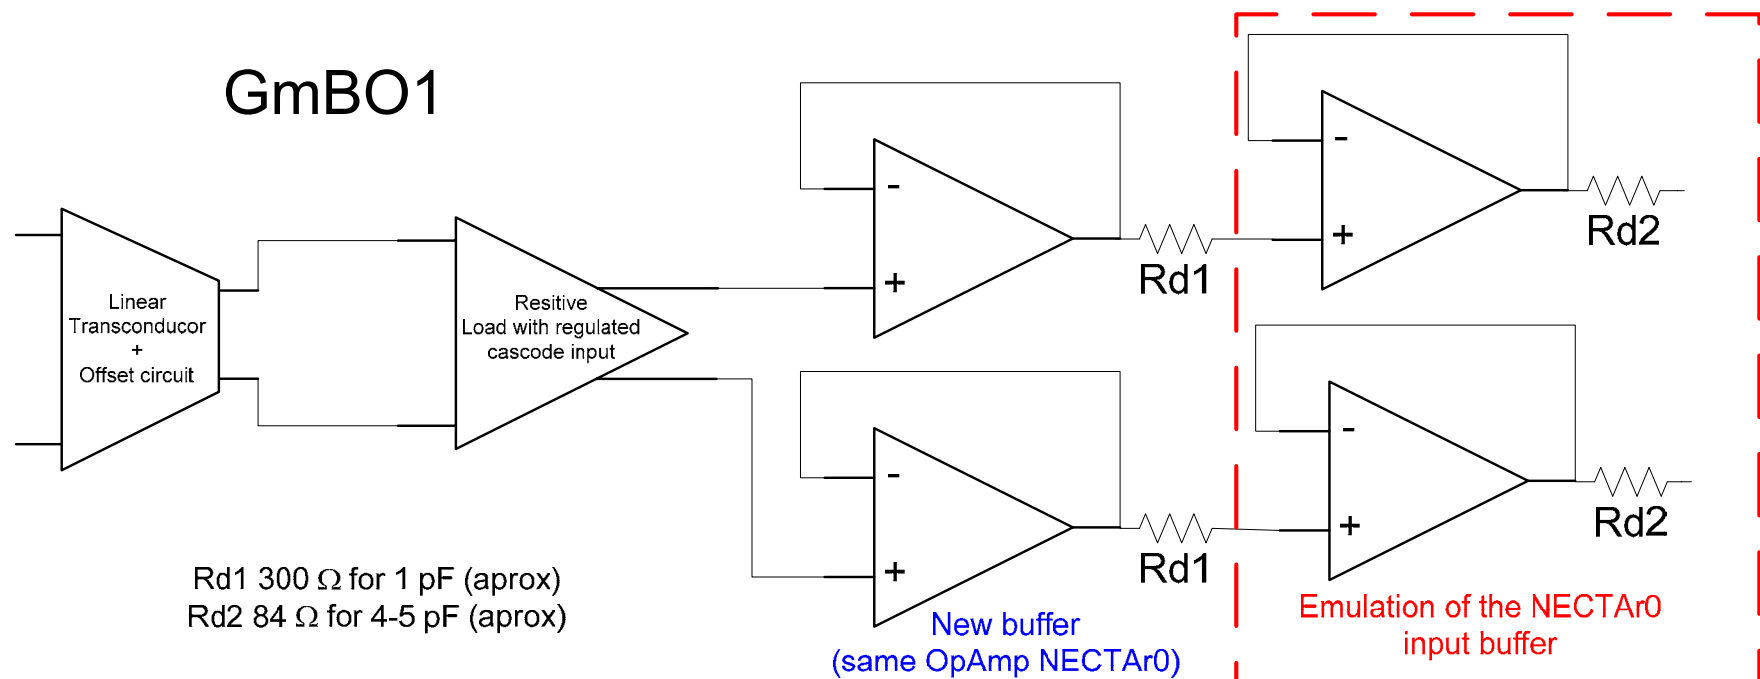 GmBO1
Linear
Transconducor
+
Offset circuit
Resitive
Load with regulated
cascode input
-
+
Rd1
-
+
Rd2
-
+
Rd1
-
+
Rd2
Rd1 300 Ω for 1 pF (aprox)
Rd2 84 Ω for 4-5 pF (aprox)
New buffer
(same OpAmp NECTAr0)
Emulation of the NECTAr0
input buffer